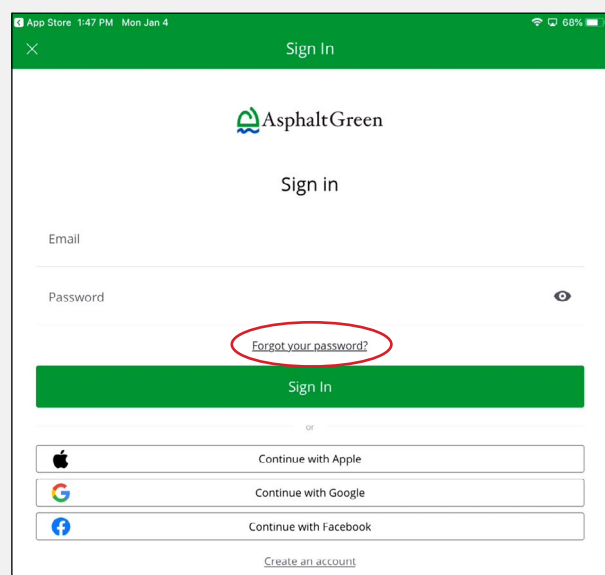 App Store 1:47 PM Mon Jan 4 68%
Sign In
AsphaltGreen
Sign in
Email
Password
Forgot your password?
Sign In
or
Continue with Apple
Continue with Google
Continue with Facebook
Create an account